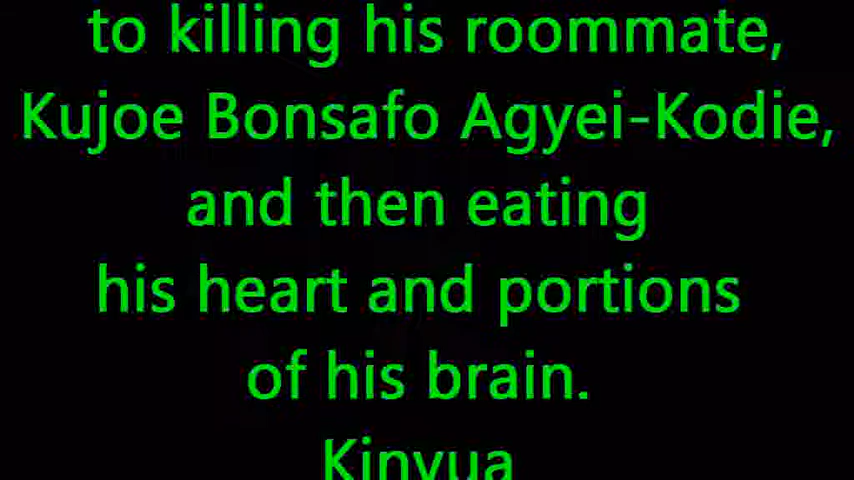 to killing his roommate,
Kujoe Bonsafo Agyei-Kodie,
and then eating
his heart and portions
of his brain.
Kinyua